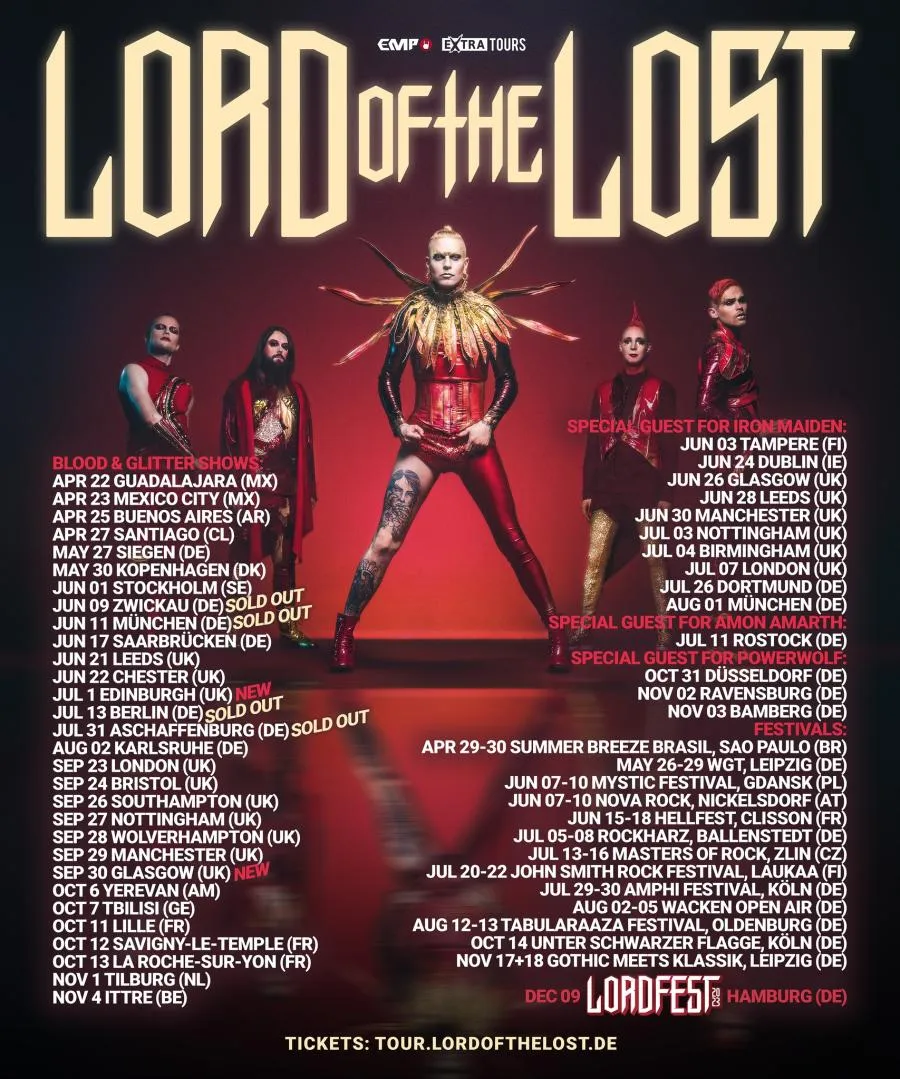 EMP EXTRA TOURS
LORD OF THE LOST
BLOOD & GLITTER SHOWS:
APR 22 GUADALAJARA (MX)
APR 23 MEXICO CITY (MX)
APR 25 BUENOS AIRES (AR)
APR 27 SANTIAGO (CL)
MAY 27 SIEGEN (DE)
MAY 30 KOPENHAGEN (DK)
JUN 01 STOCKHOLM (SE)
JUN 09 ZWICKAU (DE) SOLD OUT
JUN 11 MÜNCHEN (DE) SOLD OUT
JUN 17 SAARBRÜCKEN (DE)
JUN 21 LEEDS (UK)
JUN 22 CHESTER (UK)
JUL 1 EDINBURGH (UK) NEW
JUL 13 BERLIN (DE) SOLD OUT
JUL 31 ASCHAFFENBURG (DE) SOLD OUT
AUG 02 KARLSRUHE (DE)
SEP 23 LONDON (UK)
SEP 24 BRISTOL (UK)
SEP 26 SOUTHAMPTON (UK)
SEP 27 NOTTINGHAM (UK)
SEP 28 WOLVERHAMPTON (UK)
SEP 29 MANCHESTER (UK)
SEP 30 GLASGOW (UK) NEW
OCT 6 YEREVAN (AM)
OCT 7 TBILISI (GE)
OCT 11 LILLE (FR)
OCT 12 SAVIGNY-LE-TEMPLE (FR)
OCT 13 LA ROCHE-SUR-YON (FR)
NOV 1 TILBURG (NL)
NOV 4 ITTRE (BE)
SPECIAL GUEST FOR IRON MAIDEN:
JUN 03 TAMPERE (FI)
JUN 24 DUBLIN (IE)
JUN 26 GLASGOW (UK)
JUN 28 LEEDS (UK)
JUN 30 MANCHESTER (UK)
JUL 03 NOTTINGHAM (UK)
JUL 04 BIRMINGHAM (UK)
JUL 07 LONDON (UK)
JUL 26 DORTMUND (DE)
AUG 01 MÜNCHEN (DE)
SPECIAL GUEST FOR AMON AMARTH:
JUL 11 ROSTOCK (DE)
SPECIAL GUEST FOR POWERWOLF:
OCT 31 DÜSSELDORF (DE)
NOV 02 RAVENSBURG (DE)
NOV 03 BAMBERG (DE)
FESTIVALS:
APR 29-30 SUMMER BREEZE BRASIL, SAO PAULO (BR)
MAY 26-29 WGT, LEIPZIG (DE)
JUN 07-10 MYSTIC FESTIVAL, GDANSK (PL)
JUN 07-10 NOVA ROCK, NICKELSDORF (AT)
JUN 15-18 HELLFEST, CLISSON (FR)
JUL 05-08 ROCKHARZ, BALLENSTEDT (DE)
JUL 13-16 MASTERS OF ROCK, ZLIN (CZ)
JUL 20-22 JOHN SMITH ROCK FESTIVAL, LAUKAA (FI)
JUL 29-30 AMPHI FESTIVAL, KÖLN (DE)
AUG 02-05 WACKEN OPEN AIR (DE)
AUG 12-13 TABULARAAZA FESTIVAL, OLDENBURG (DE)
OCT 14 UNTER SCHWARZER FLAGGE, KÖLN (DE)
NOV 17+18 GOTHIC MEETS KLASSIK, LEIPZIG (DE)
DEC 09 LORDFEST 2023 HAMBURG (DE)
TICKETS: TOUR.LORDOFTHELOST.DE